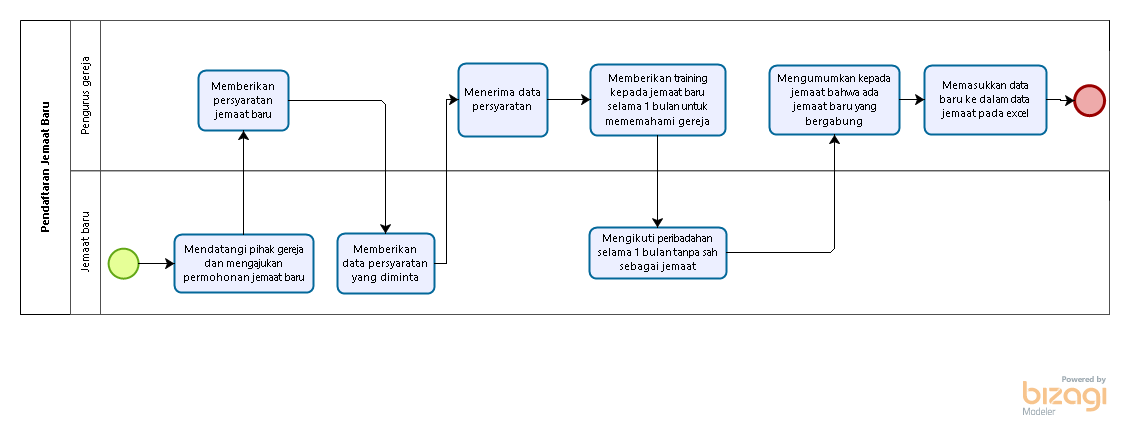 Pendaftaran Jemaat Baru
Pengurus gereja
Memberikan
persyaratan
jemaat baru
Menerima data
persyaratan
Memberikan training
kepada jemaat baru
selama 1 bulan untuk
mememahami gereja
Mengumumkan kepada
jemaat bahwa ada
jemaat baru yang
bergabung
Memasukkan data
baru ke dalam data
jemaat pada excel
Jemaat baru
Mendatangi pihak gereja
dan mengajukan
permohonan jemaat baru
Memberikan
data persyaratan
yang diminta
Mengikuti peribadahan
selama 1 bulan tanpa sah
sebagai jemaat
Powered by
bizagi
Modeler